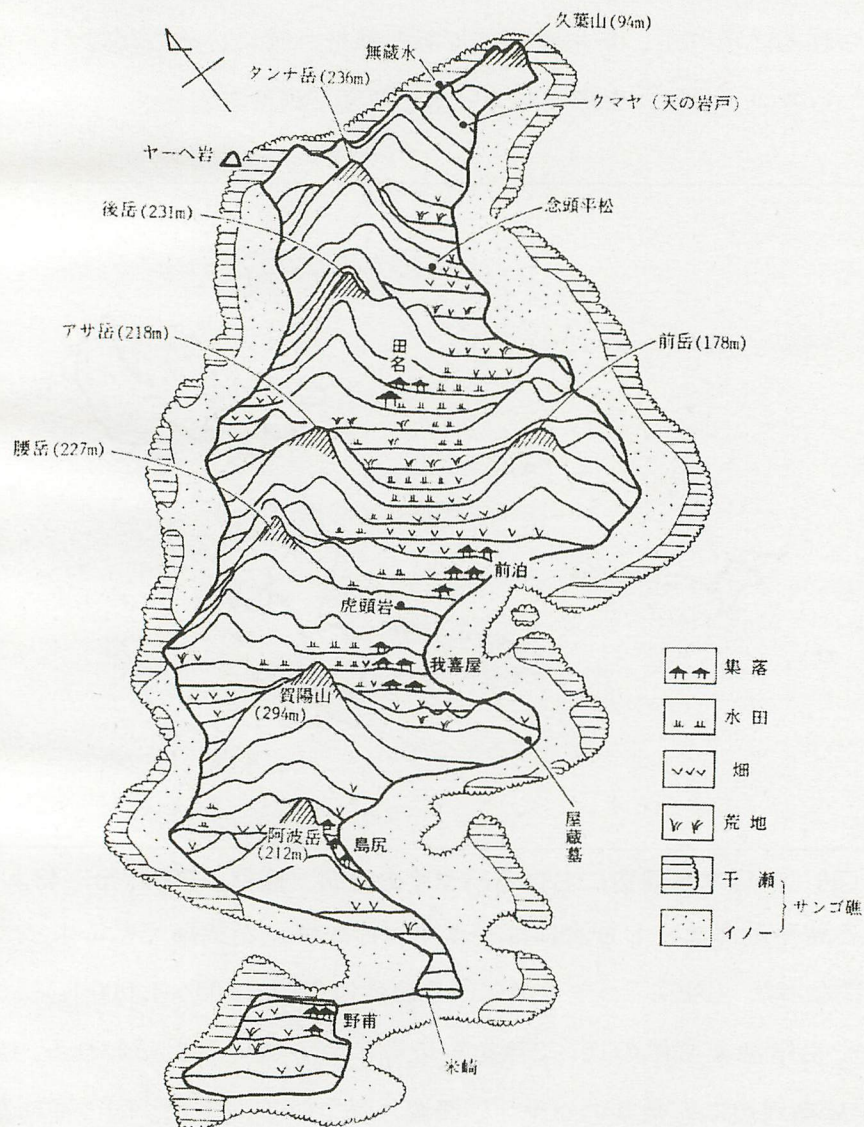 久葉山(94m)
無蔵水
タンナ岳(236m)
クマヤ(天の岩戸)
ヤーヘ岩
後岳(231m)
念頭平松
アサ岳(218m)
田名
前岳(178m)
腰岳(227m)
前泊
虎頭岩
我喜屋
賀陽山
(294m)
屋蔵墓
阿波岳
(212m)
島尻
野甫
米崎
集落
水田
畑
荒地
干瀬
イノー
サンゴ礁